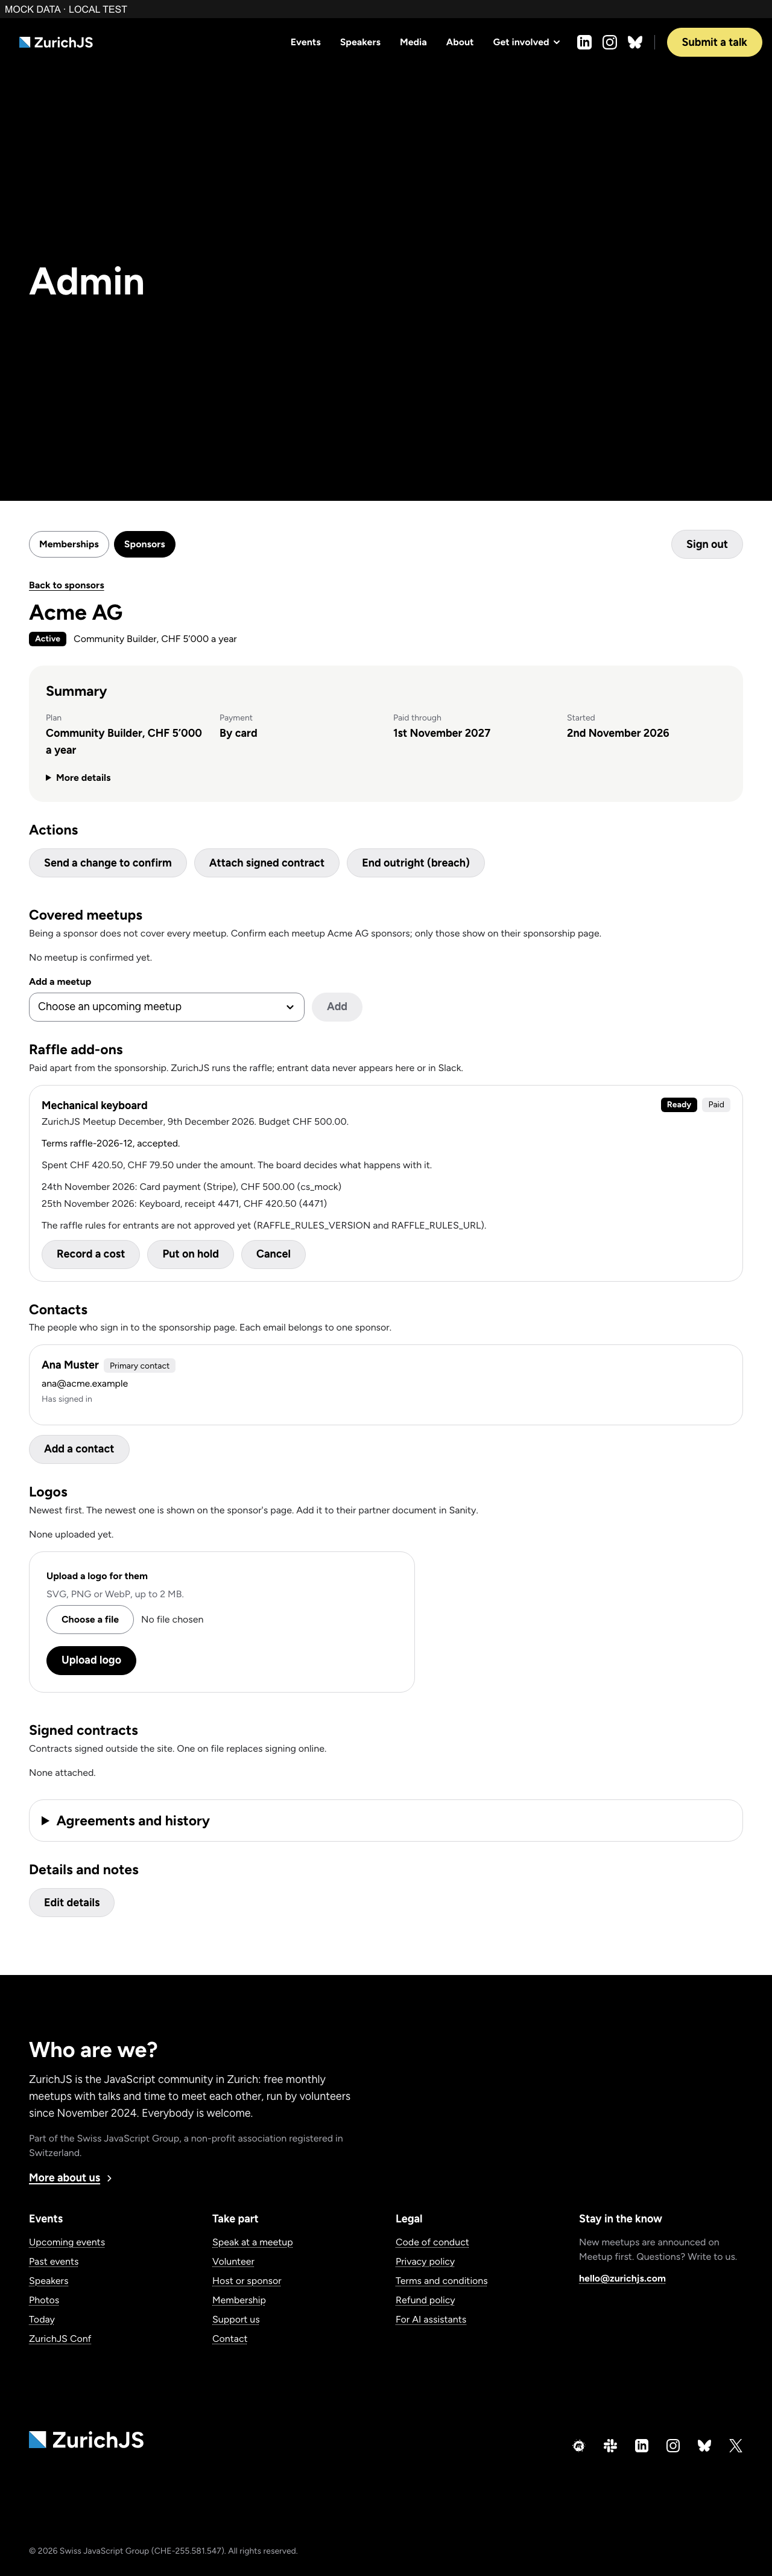 MOCK DATA · LOCAL TEST
ZurichJS
Events
Speakers
Media
About
Get involved
Submit a talk
Admin
Memberships
Sponsors
Sign out
Back to sponsors
Acme AG
Active
Community Builder, CHF 5’000 a year
Summary
Plan
Community Builder, CHF 5’000
a year
Payment
By card
Paid through
1st November 2027
Started
2nd November 2026
More details
Actions
Send a change to confirm
Attach signed contract
End outright (breach)
Covered meetups
Being a sponsor does not cover every meetup. Confirm each meetup Acme AG sponsors; only those show on their sponsorship page.
No meetup is confirmed yet.
Add a meetup
Choose an upcoming meetup
Add
Raffle add-ons
Paid apart from the sponsorship. ZurichJS runs the raffle; entrant data never appears here or in Slack.
Mechanical keyboard
Ready
Paid
ZurichJS Meetup December, 9th December 2026. Budget CHF 500.00.
Terms raffle-2026-12, accepted.
Spent CHF 420.50, CHF 79.50 under the amount. The board decides what happens with it.
24th November 2026: Card payment (Stripe), CHF 500.00 (cs_mock)
25th November 2026: Keyboard, receipt 4471, CHF 420.50 (4471)
The raffle rules for entrants are not approved yet (RAFFLE_RULES_VERSION and RAFFLE_RULES_URL).
Record a cost
Put on hold
Cancel
Contacts
The people who sign in to the sponsorship page. Each email belongs to one sponsor.
Ana Muster
Primary contact
ana@acme.example
Has signed in
Add a contact
Logos
Newest first. The newest one is shown on the sponsor's page. Add it to their partner document in Sanity.
None uploaded yet.
Upload a logo for them
SVG, PNG or WebP, up to 2 MB.
Choose a file
No file chosen
Upload logo
Signed contracts
Contracts signed outside the site. One on file replaces signing online.
None attached.
Agreements and history
Details and notes
Edit details
Who are we?
ZurichJS is the JavaScript community in Zurich: free monthly
meetups with talks and time to meet each other, run by volunteers
since November 2024. Everybody is welcome.
Part of the Swiss JavaScript Group, a non-profit association registered in
Switzerland.
More about us
Events
Upcoming events
Past events
Speakers
Photos
Today
ZurichJS Conf
Take part
Speak at a meetup
Volunteer
Host or sponsor
Membership
Support us
Contact
Legal
Code of conduct
Privacy policy
Terms and conditions
Refund policy
For AI assistants
Stay in the know
New meetups are announced on
Meetup first. Questions? Write to us.
hello@zurichjs.com
ZurichJS
© 2026 Swiss JavaScript Group (CHE-255.581.547). All rights reserved.